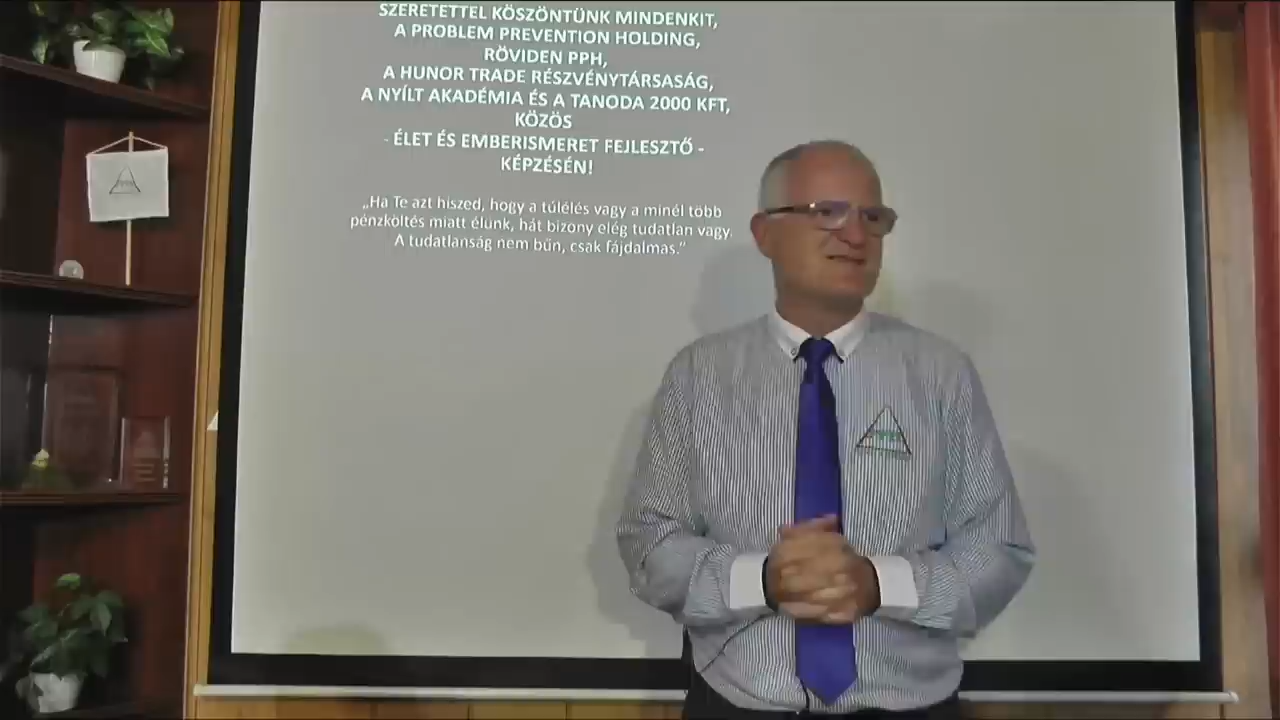 SZERETETTEL KÖSZÖNTÜNK MINDENKIT,
A PROBLEM PREVENTION HOLDING,
RÖVIDEN PPH,
A HUNOR TRADE RÉSZVÉNYTÁRSASÁG,
A NYÍLT AKADÉMIA ÉS A TANODA 2000 KFT,
KÖZÖS
- ÉLET ÉS EMBERISMERET FEJLESZTŐ -
KÉPZÉSÉN!
„Ha Te azt hiszed, hogy a túlélés vagy a minél több
pénzköltés miatt élünk, hát bizony elég tudatlan vagy.
A tudatlanság nem bűn, csak fájdalmas.”